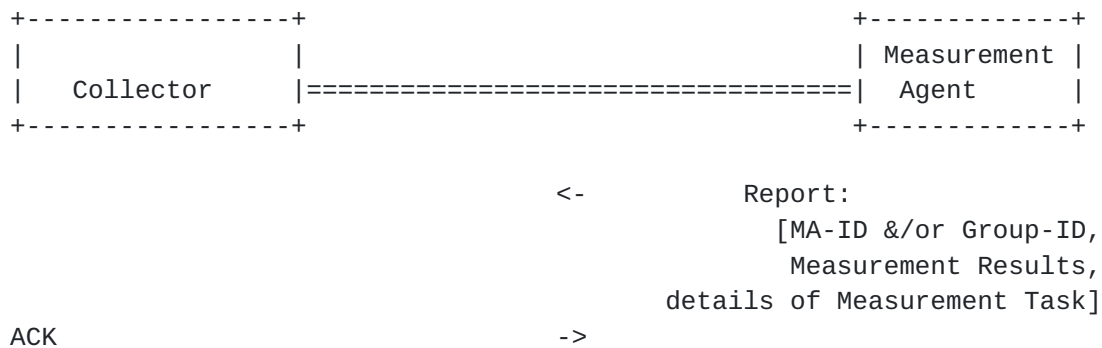 +-----------------+                                   +-------------+
|                 |                                   | Measurement |
|    Collector     |===================================|  Agent      |
+-----------------+                                   +-------------+
<-          Report:
[MA-ID &/or Group-ID,
Measurement Results,
details of Measurement Task]
ACK                                ->